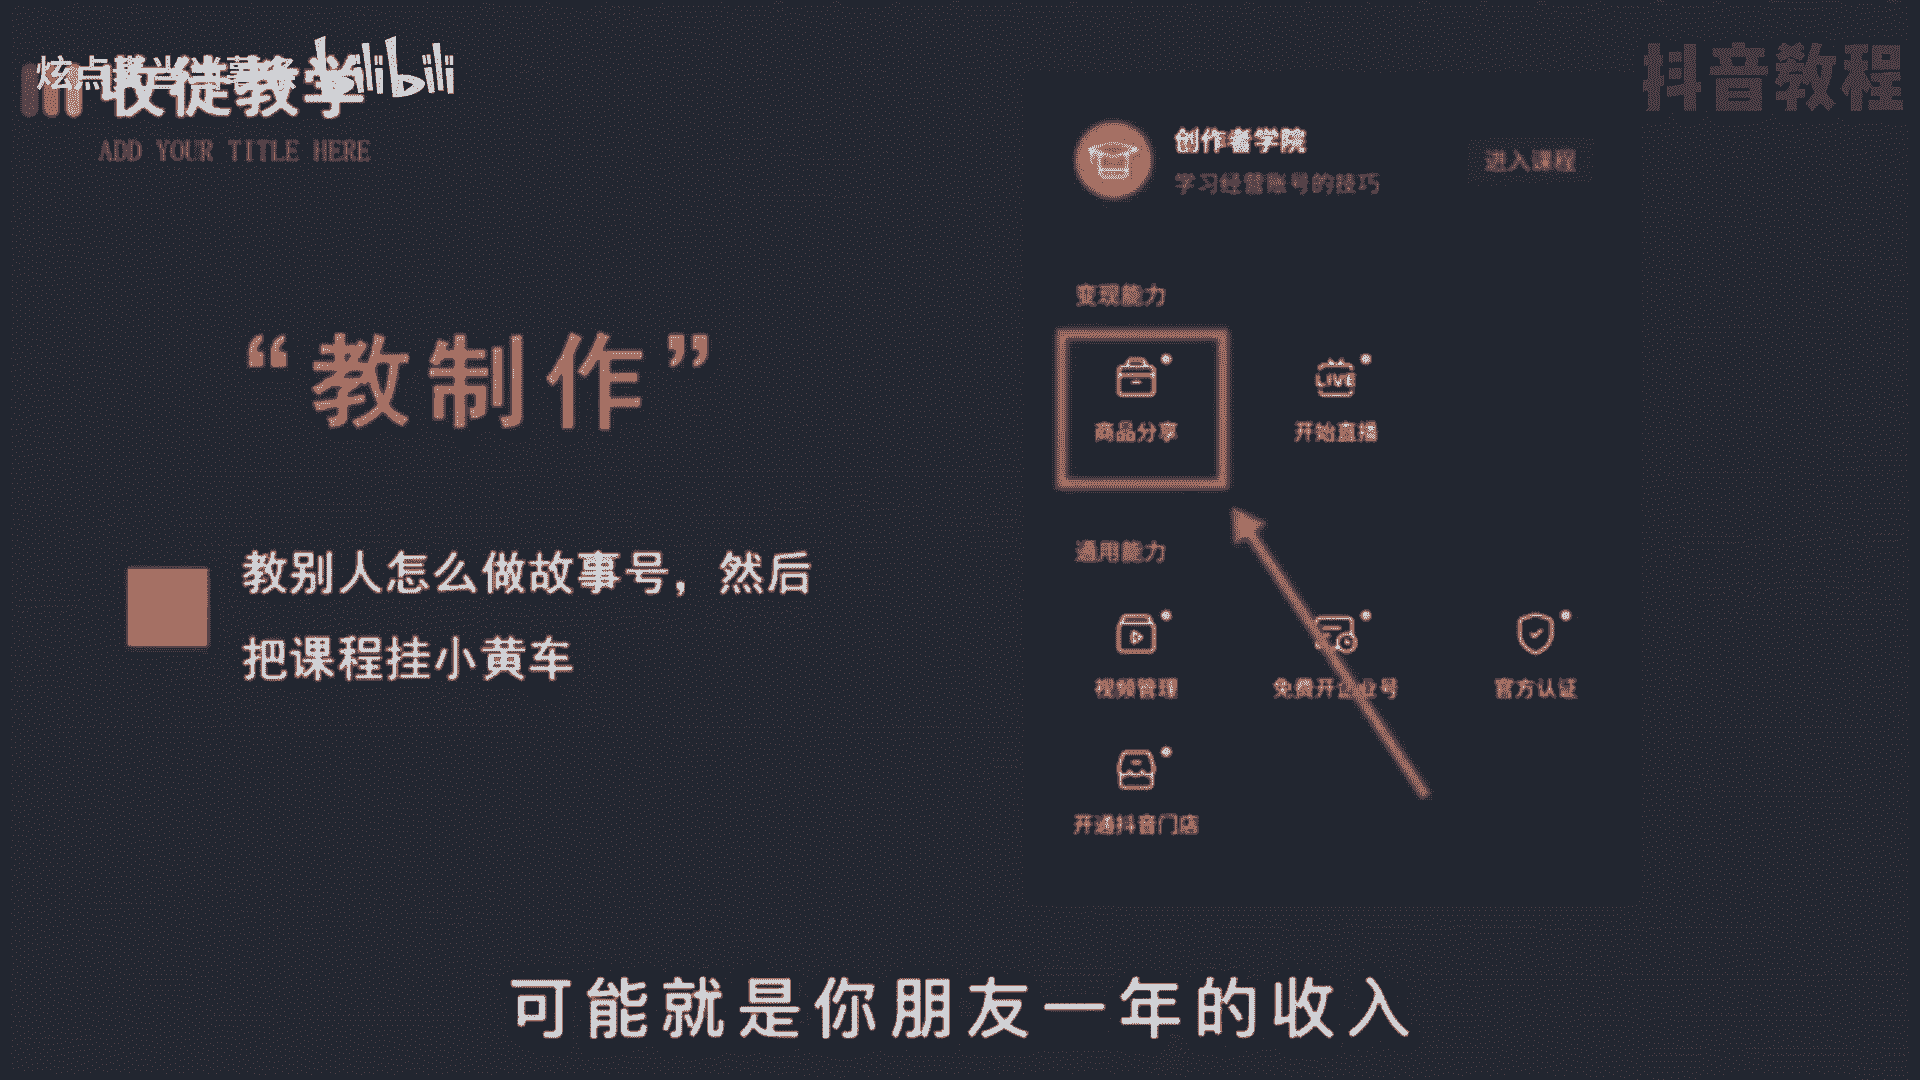 收徒教学
bilibili
ADD YOUR TITLE HERE
抖音教程
“教制作”
教别人怎么做故事号，然后
把课程挂小黄车
创作者学院
学习经营账号的技巧
进入课程
变现能力
商品分享
LIVE
开始直播
通用能力
视频管理
免费开企业号
官方认证
开通抖音门店
可能就是你朋友一年的收入